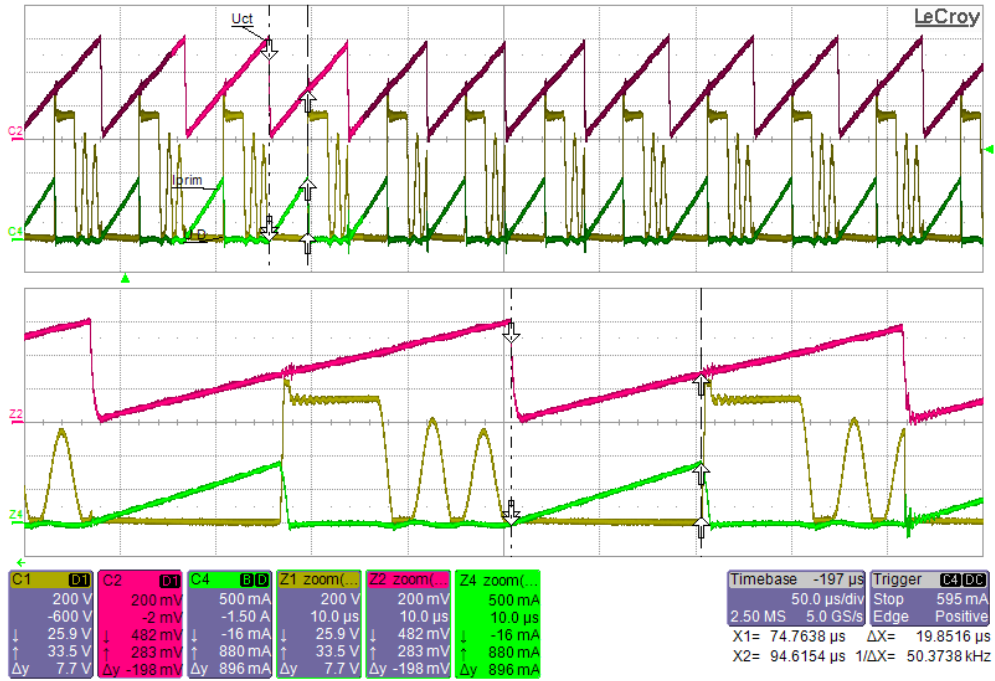 LeCroy
Uct
C2
Iprim
C4
Z2
Z4
C1 D1
200 V
-600 V
↓ 25.9 V
↑ 33.5 V
Δy 7.7 V
C2 D1
200 mV
-2 mV
↓ 482 mV
↑ 283 mV
Δy -198 mV
C4 B D
500 mA
-1.50 A
↓ -16 mA
↑ 880 mA
Δy 896 mA
Z1 zoom(...
200 V
10.0 µs
↓ 25.9 V
↑ 33.5 V
Δy 7.7 V
Z2 zoom(...
200 mV
10.0 µs
↓ 482 mV
↑ 283 mV
Δy -198 mV
Z4 zoom(...
500 mA
10.0 µs
↓ -16 mA
↑ 880 mA
Δy 896 mA
Timebase -197 µs
50.0 µs/div
2.50 MS 5.0 GS/s
Trigger C4 DC
Stop 595 mA
Edge Positive
X1= 74.7638 µs ΔX= 19.8516 µs
X2= 94.6154 µs 1/ΔX= 50.3738 kHz